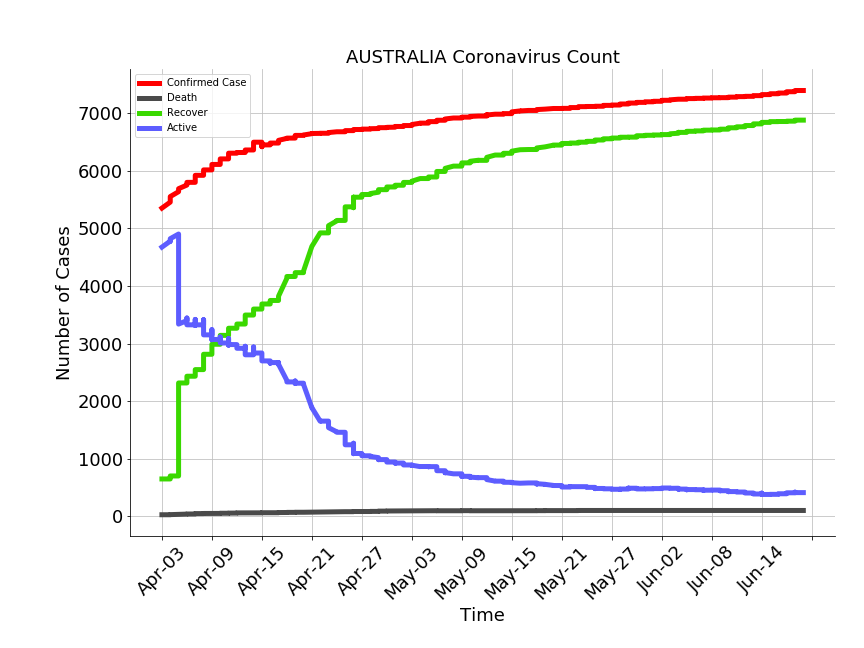 AUSTRALIA Coronavirus Count
Confirmed Case
Death
Recover
Active
Number of Cases
7000
6000
5000
4000
3000
2000
1000
0
Apr-03
Apr-09
Apr-15
Apr-21
Apr-27
May-03
May-09
May-15
May-21
May-27
Jun-02
Jun-08
Jun-14
Time